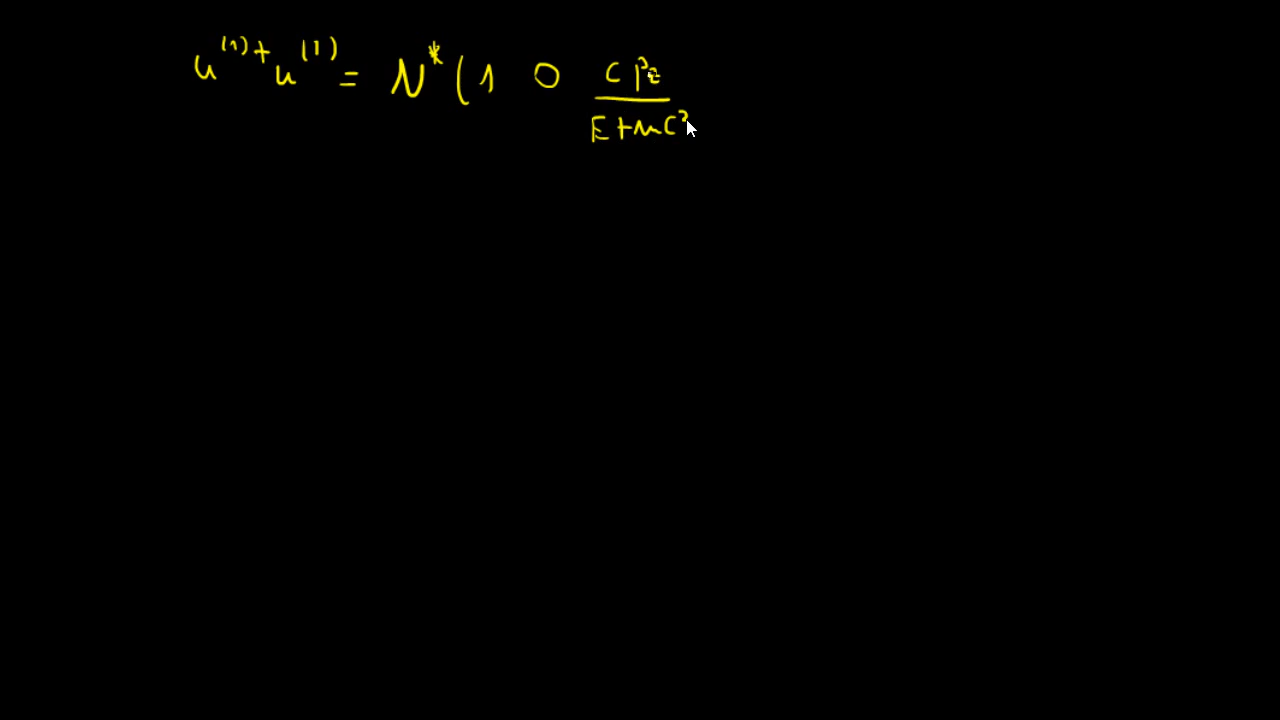 u⁽¹⁾⁺ u⁽¹⁾ = N* (1 0 c p_z / E+mc²